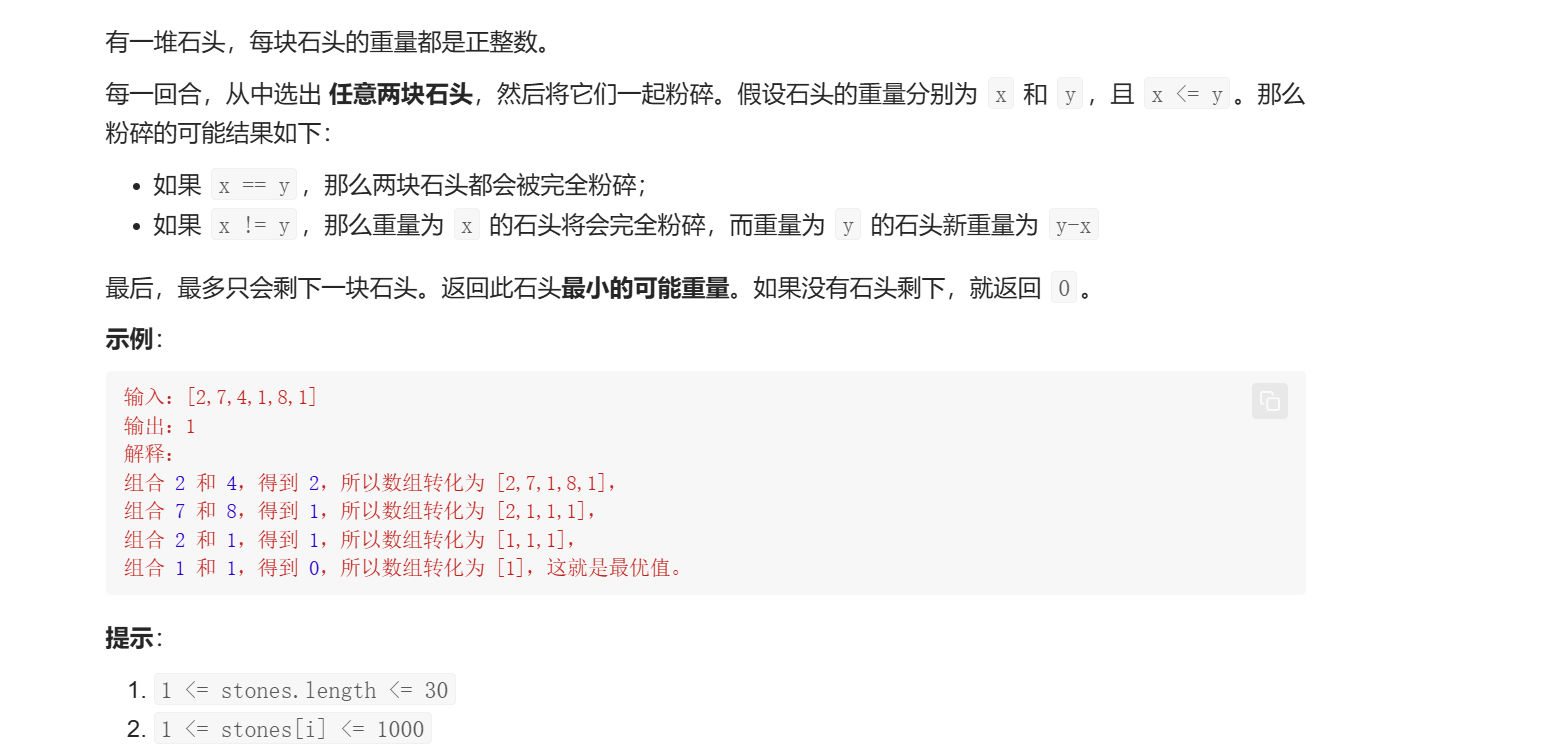 有一堆石头，每块石头的重量都是正整数。
每一回合，从中选出 任意两块石头，然后将它们一起粉碎。假设石头的重量分别为 x 和 y，且 x <= y。那么
粉碎的可能结果如下：
• 如果 x == y，那么两块石头都会被完全粉碎；
• 如果 x != y，那么重量为 x 的石头将会完全粉碎，而重量为 y 的石头新重量为 y-x
最后，最多只会剩下一块石头。返回此石头最小的可能重量。如果没有石头剩下，就返回 0。
示例：
输入：[2,7,4,1,8,1]
输出：1
解释：
组合 2 和 4，得到 2，所以数组转化为 [2,7,1,8,1]，
组合 7 和 8，得到 1，所以数组转化为 [2,1,1,1]，
组合 2 和 1，得到 1，所以数组转化为 [1,1,1]，
组合 1 和 1，得到 0，所以数组转化为 [1]，这就是最优值。
提示：
1. 1 <= stones.length <= 30
2. 1 <= stones[i] <= 1000